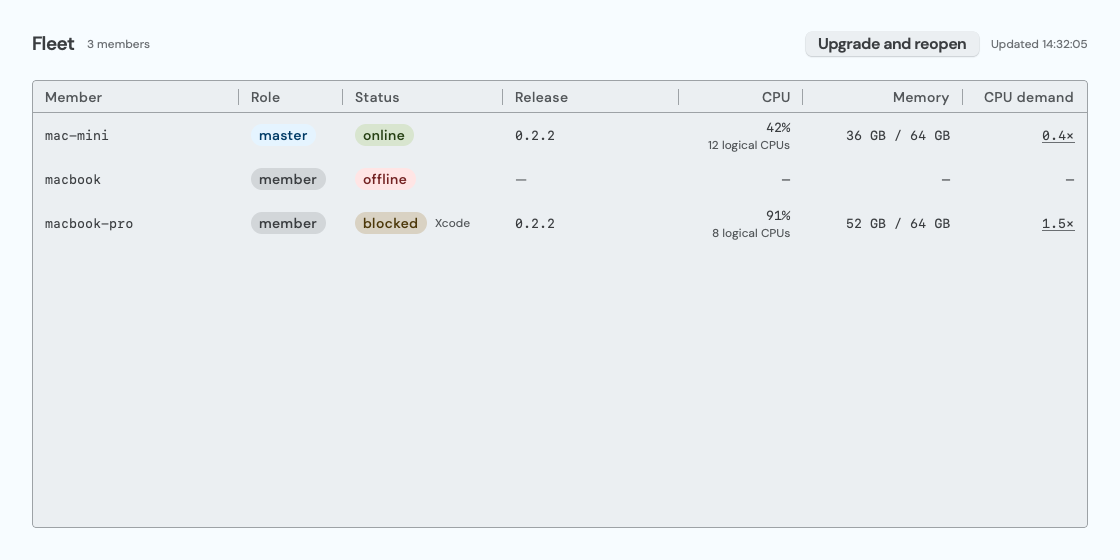 Fleet 3 members Upgrade and reopen Updated 14:32:05
Member Role Status Release CPU Memory CPU demand
mac-mini master online 0.2.2 42% 12 logical CPUs 36 GB / 64 GB 0.4×
macbook member offline — — — —
macbook-pro member blocked Xcode 0.2.2 91% 8 logical CPUs 52 GB / 64 GB 1.5×